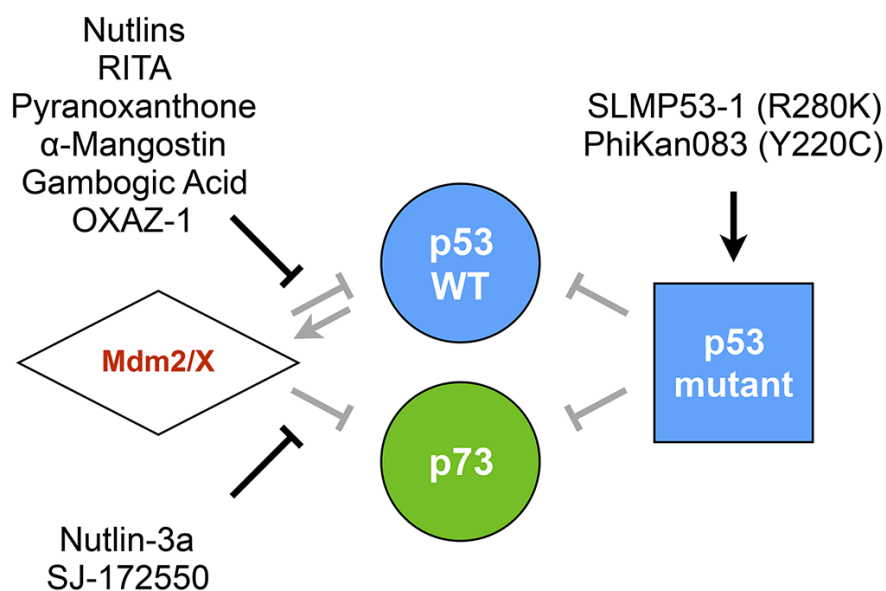 Nutlins
RITA
Pyranoxanthone
α-Mangostin
Gambogic Acid
OXAZ-1
SLMP53-1 (R280K)
PhiKan083 (Y220C)
p53
WT
Mdm2/X
p53
mutant
p73
Nutlin-3a
SJ-172550